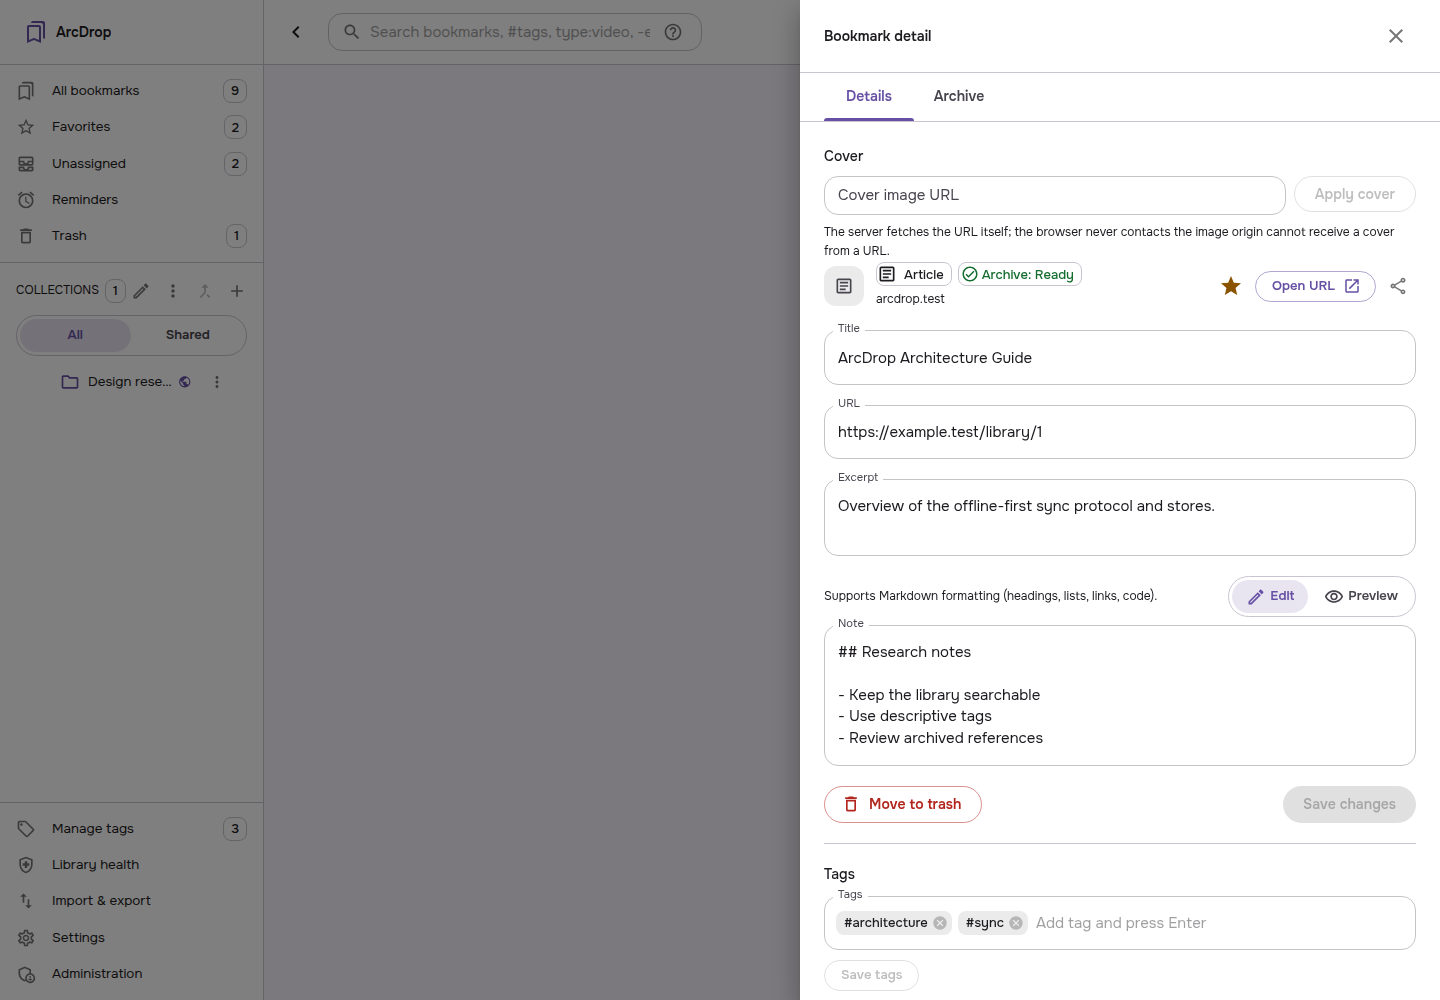 ArcDrop
Search bookmarks, #tags, type:video, -e
All bookmarks 9
Favorites 2
Unassigned 2
Reminders
Trash 1
COLLECTIONS 1
All Shared
Design rese...
Manage tags 3
Library health
Import & export
Settings
Administration
Bookmark detail
Details Archive
Cover
Cover image URL
Apply cover
The server fetches the URL itself; the browser never contacts the image origin cannot receive a cover
from a URL.
Article Archive: Ready
arcdrop.test
Open URL
Title
ArcDrop Architecture Guide
URL
https://example.test/library/1
Excerpt
Overview of the offline-first sync protocol and stores.
Supports Markdown formatting (headings, lists, links, code).
Edit Preview
Note
## Research notes
- Keep the library searchable
- Use descriptive tags
- Review archived references
Move to trash Save changes
Tags
Tags
#architecture #sync Add tag and press Enter
Save tags